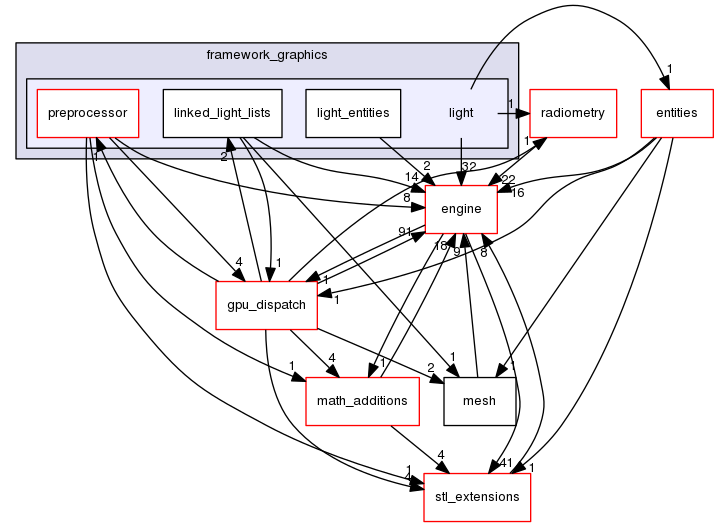 framework_graphics
1
preprocessor
linked_light_lists
light_entities
light
1
radiometry
entities
1
2
2
32
1
14
22
8
16
engine
91
18
9
8
4
1
1
1
gpu_dispatch
4
1
2
1
1
1
math_additions
mesh
4
1
4
41
1
stl_extensions